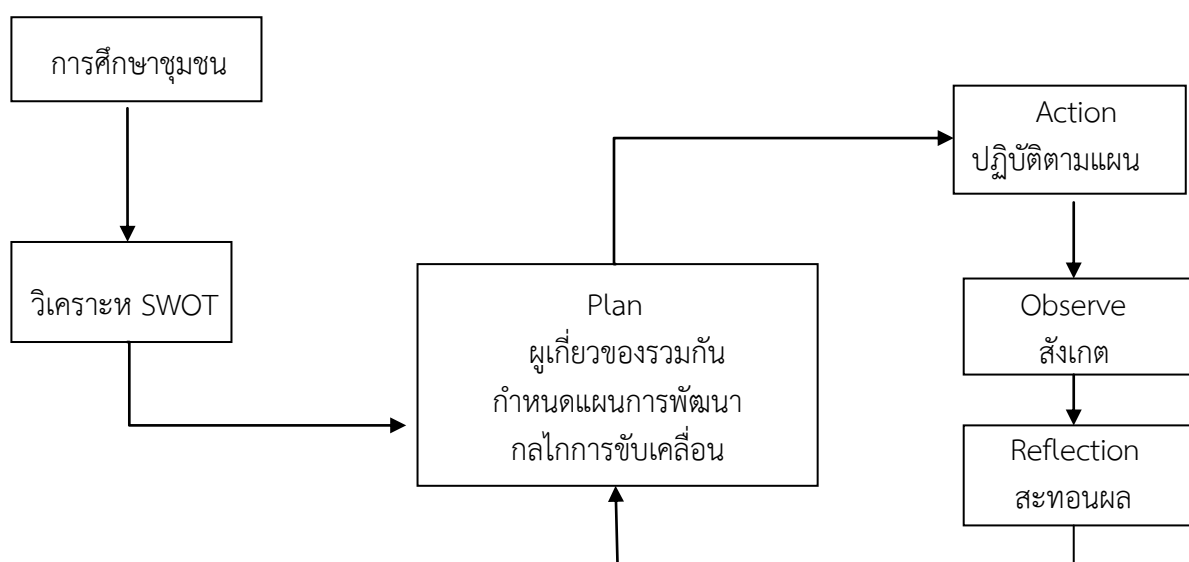 การศึกษาชุมชน
วิเคราะห SWOT
Plan
ผูเกี่ยวของรวมกัน
กำหนดแผนการพัฒนา
กลไกการขับเคลื่อน
Action
ปฏิบัติตามแผน
Observe
สังเกต
Reflection
สะทอนผล